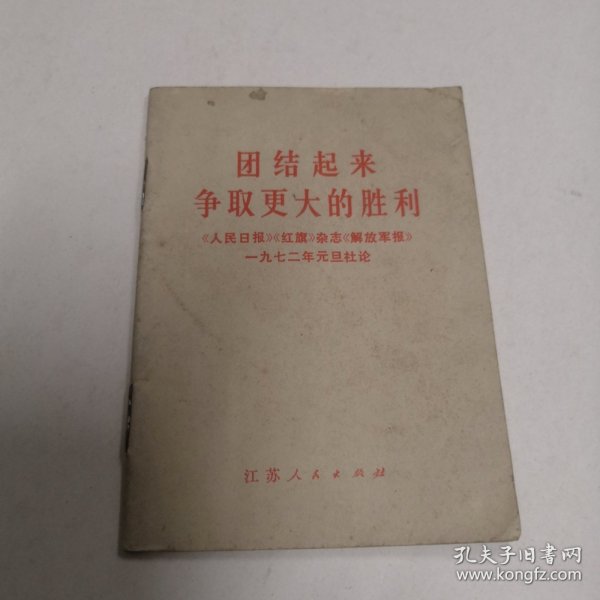 团结起来
争取更大的胜利
《人民日报》《红旗》杂志《解放军报》
一九七二年元旦社论
江苏人民出版社
孔夫子旧书网
www.kongfz.com